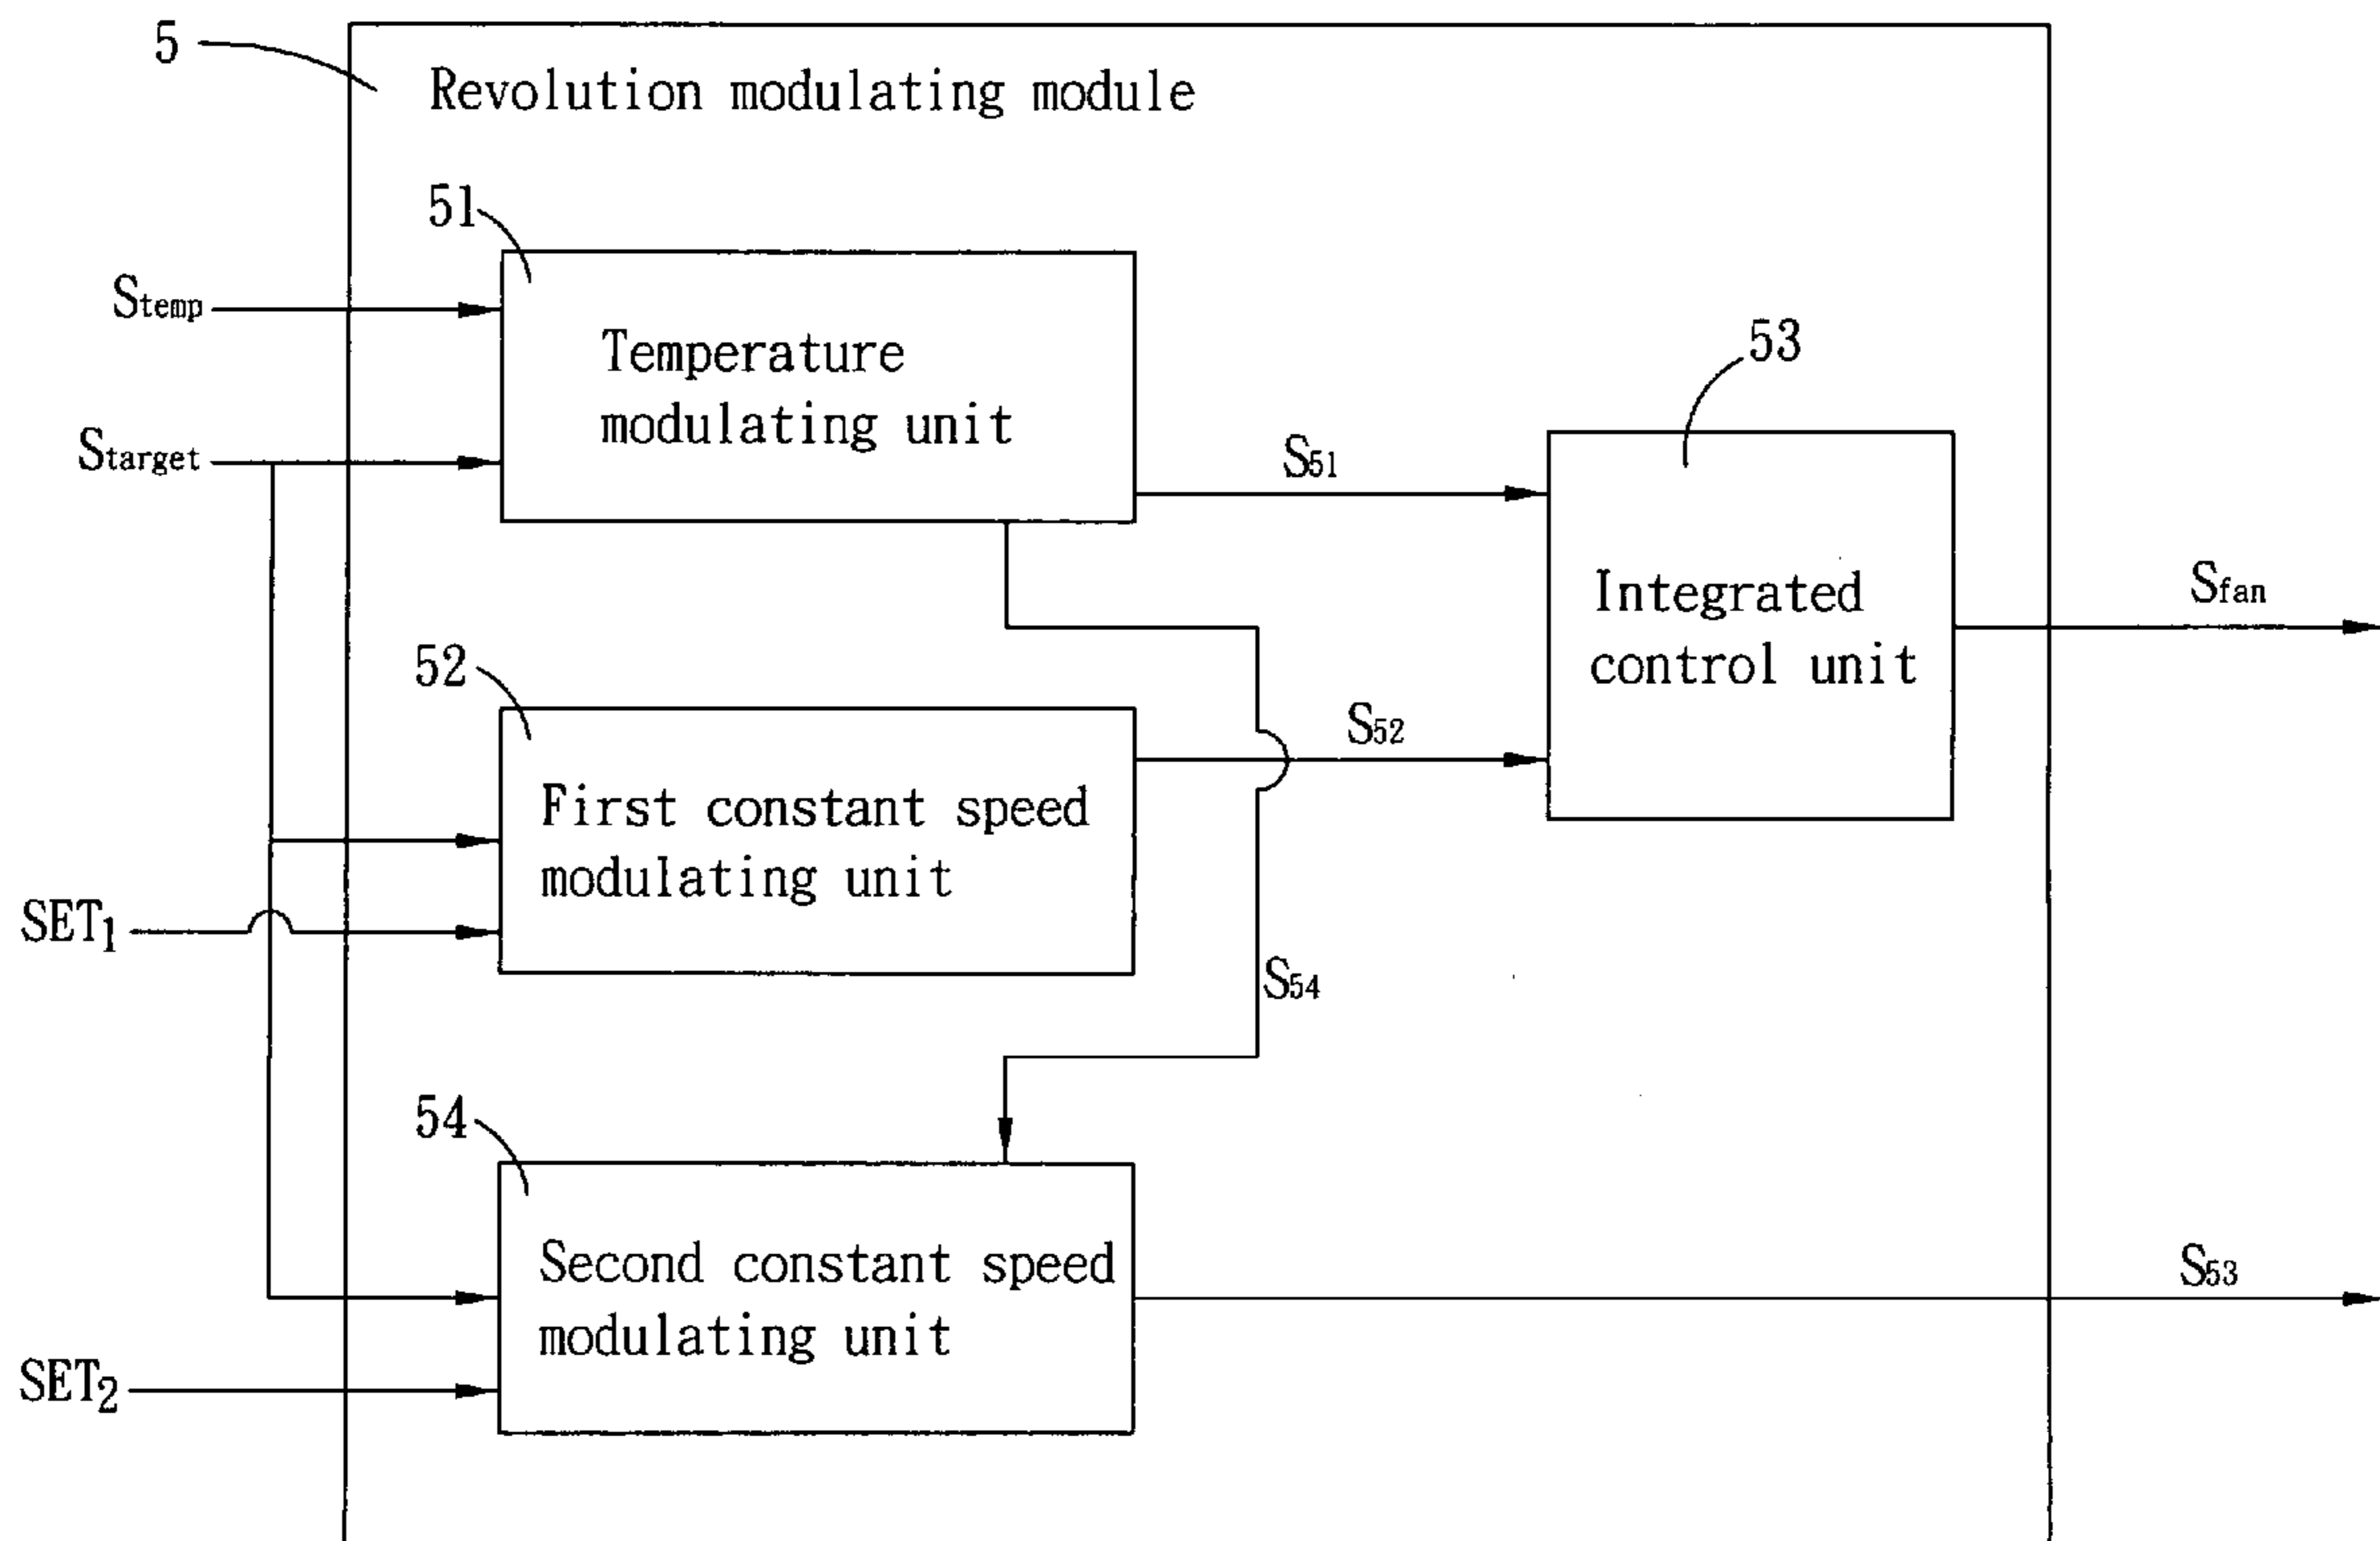 5
Revolution modulating module
51
Stemp
Temperature
modulating unit
Starget
53
S51
Integrated
control unit
Sfan
52
S52
First constant speed
modulating unit
SET1
S54
54
Second constant speed
modulating unit
S53
SET2